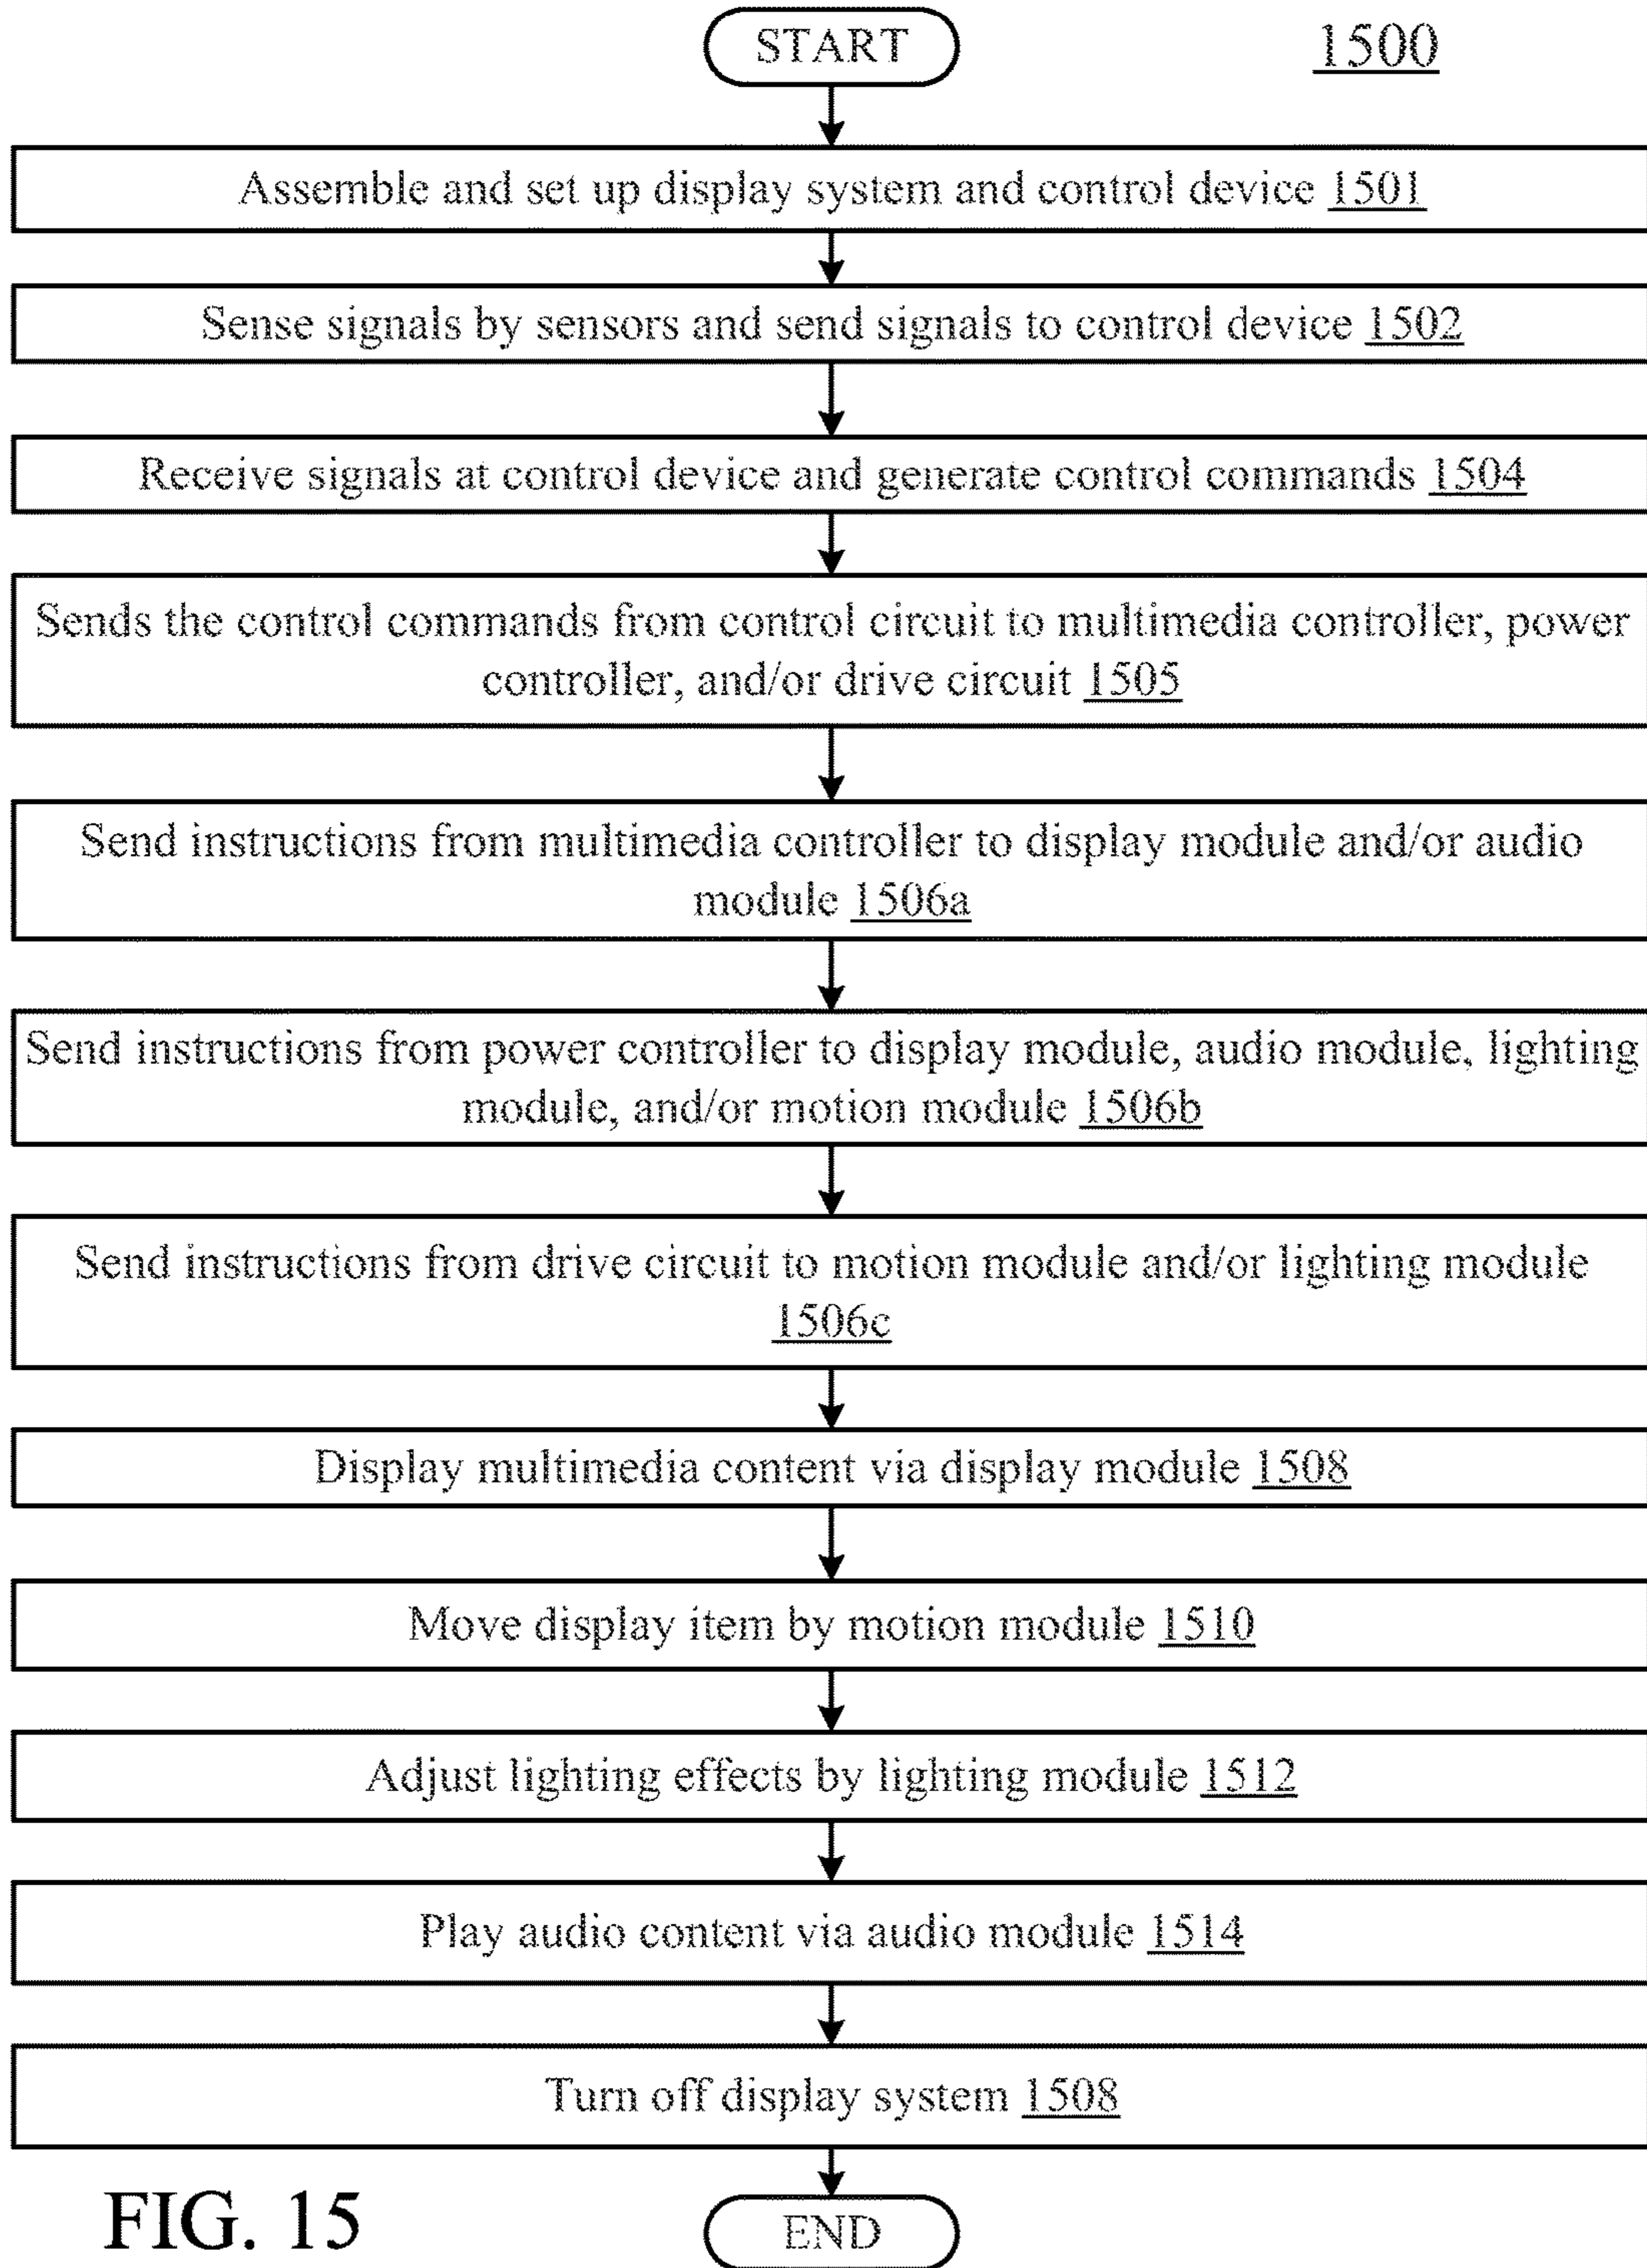 START
1500
Assemble and set up display system and control device 1501
Sense signals by sensors and send signals to control device 1502
Receive signals at control device and generate control commands 1504
Sends the control commands from control circuit to multimedia controller, power
controller, and/or drive circuit 1505
Send instructions from multimedia controller to display module and/or audio
module 1506a
Send instructions from power controller to display module, audio module, lighting
module, and/or motion module 1506b
Send instructions from drive circuit to motion module and/or lighting module
1506c
Display multimedia content via display module 1508
Move display item by motion module 1510
Adjust lighting effects by lighting module 1512
Play audio content via audio module 1514
Turn off display system 1508
FIG. 15
END